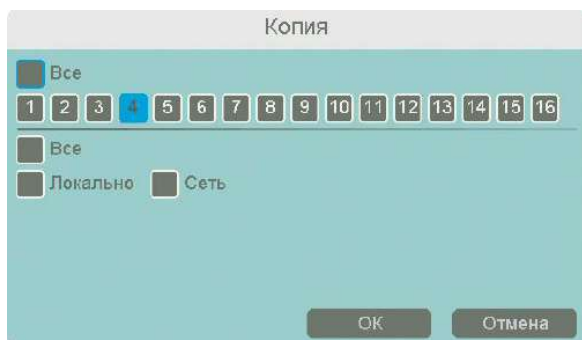 Копия
Все
1 2 3 4 5 6 7 8 9 10 11 12 13 14 15 16
Все
Локально Сеть
ОК Отмена